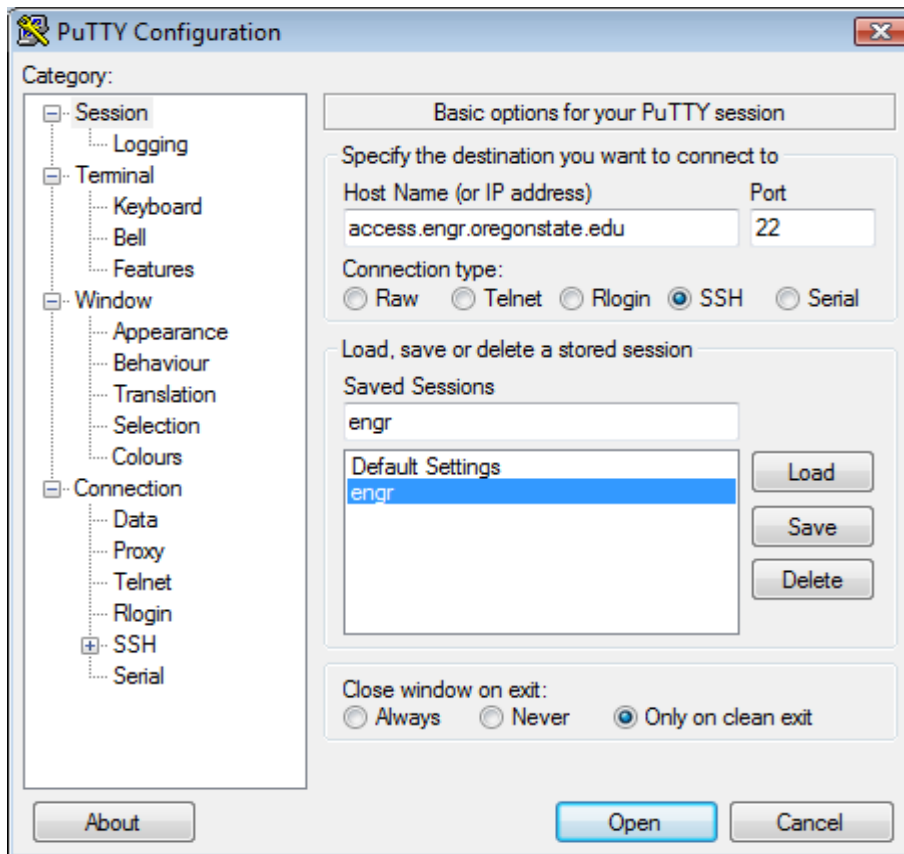 PuTTY Configuration
Category:
Session
Logging
Terminal
Keyboard
Bell
Features
Window
Appearance
Behaviour
Translation
Selection
Colours
Connection
Data
Proxy
Telnet
Rlogin
SSH
Serial
Basic options for your PuTTY session
Specify the destination you want to connect to
Host Name (or IP address) Port
access.engr.oregonstate.edu 22
Connection type:
Raw Telnet Rlogin SSH Serial
Load, save or delete a stored session
Saved Sessions
engr
Default Settings
engr
Load
Save
Delete
Close window on exit:
Always Never Only on clean exit
About Open Cancel